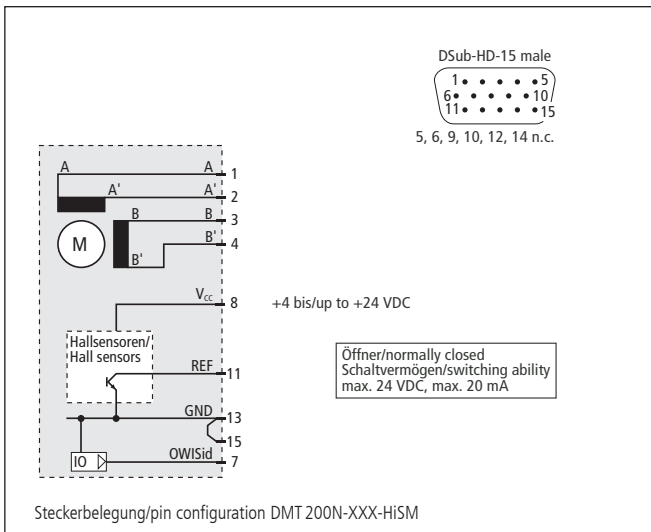 DSub-HD-15 male
1 5
6 10
11 15
5, 6, 9, 10, 12, 14 n.c.
A A 1
A' A' 2
B B 3
B' B' 4
M
Vcc 8 +4 bis/up to +24 VDC
Hallsensoren/
Hall sensors
REF 11
Öffner/normally closed
Schaltvermögen/switching ability
max. 24 VDC, max. 20 mA
GND 13
15
IO OWISid 7
Steckerbelegung/pin configuration DMT 200N-XXX-HiSM